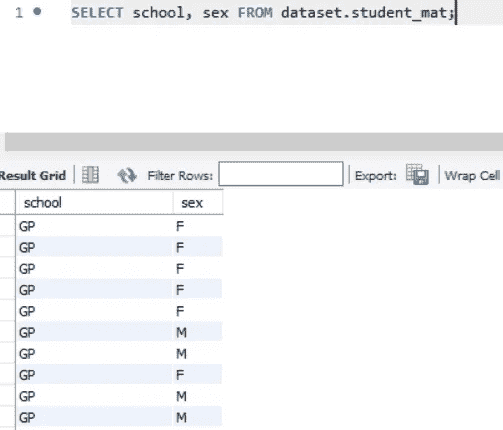 1 SELECT school, sex FROM dataset.student_mat;
Result Grid Filter Rows: Export: Wrap Cell
school sex
GP F
GP F
GP F
GP F
GP F
GP M
GP M
GP F
GP M
GP M